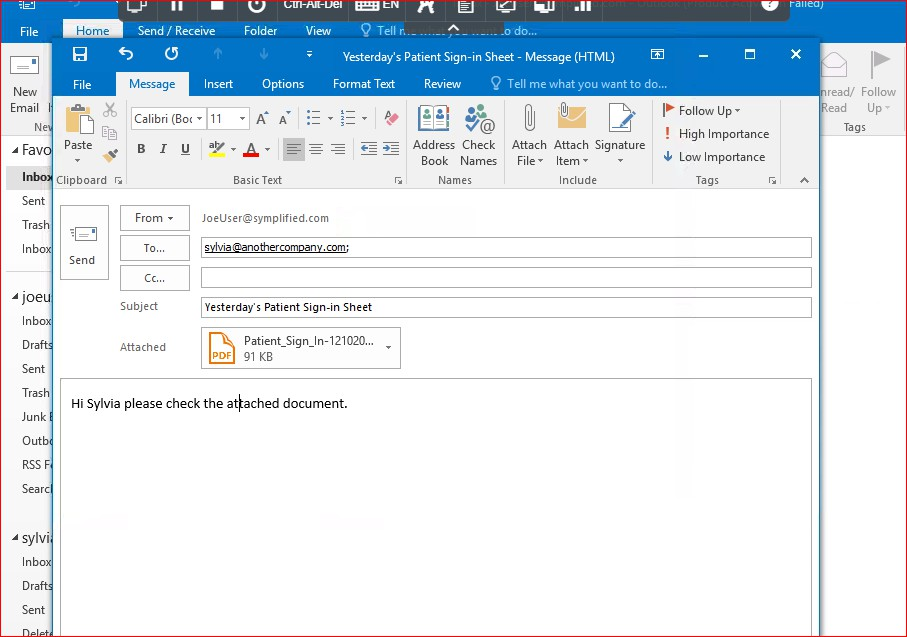 Ctrl-Alt-Del EN
Failed)
File Home Send / Receive Folder View Tell me what you want to do...
Yesterday's Patient Sign-in Sheet - Message (HTML)
File Message Insert Options Format Text Review Tell me what you want to do...
New
Email
Favo
Inbox
Sent
Trash
Inbox
joeus
Inbox
Drafts
Sent
Trash
Junk E
Outbo
RSS Fe
Searc
sylvia
Inbox
Drafts
Sent
Delete
Paste
Clipboard
Calibri (Boc 11
B I U
Basic Text
Address
Book
Check
Names
Names
Attach
File
Attach
Item
Signature
Include
Follow Up
High Importance
Low Importance
Tags
nread/
Read
Follow
Up
Tags
Send
From JoeUser@symplified.com
To... sylvia@anothercompany.com;
Cc...
Subject Yesterday's Patient Sign-in Sheet
Attached
PDF
Patient_Sign_In-121020...
91 KB
Hi Sylvia please check the attached document.